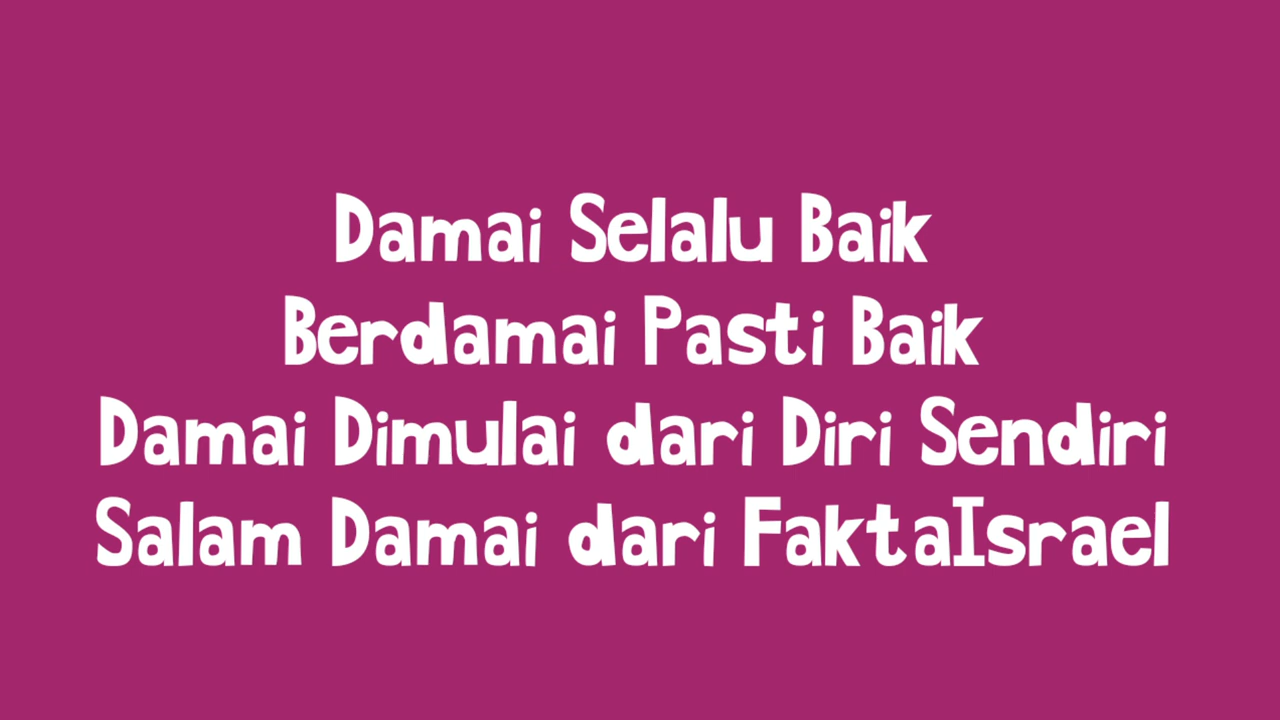 Damai Selalu Baik
Berdamai Pasti Baik
Damai Dimulai dari Diri Sendiri
Salam Damai dari FaktaIsrael